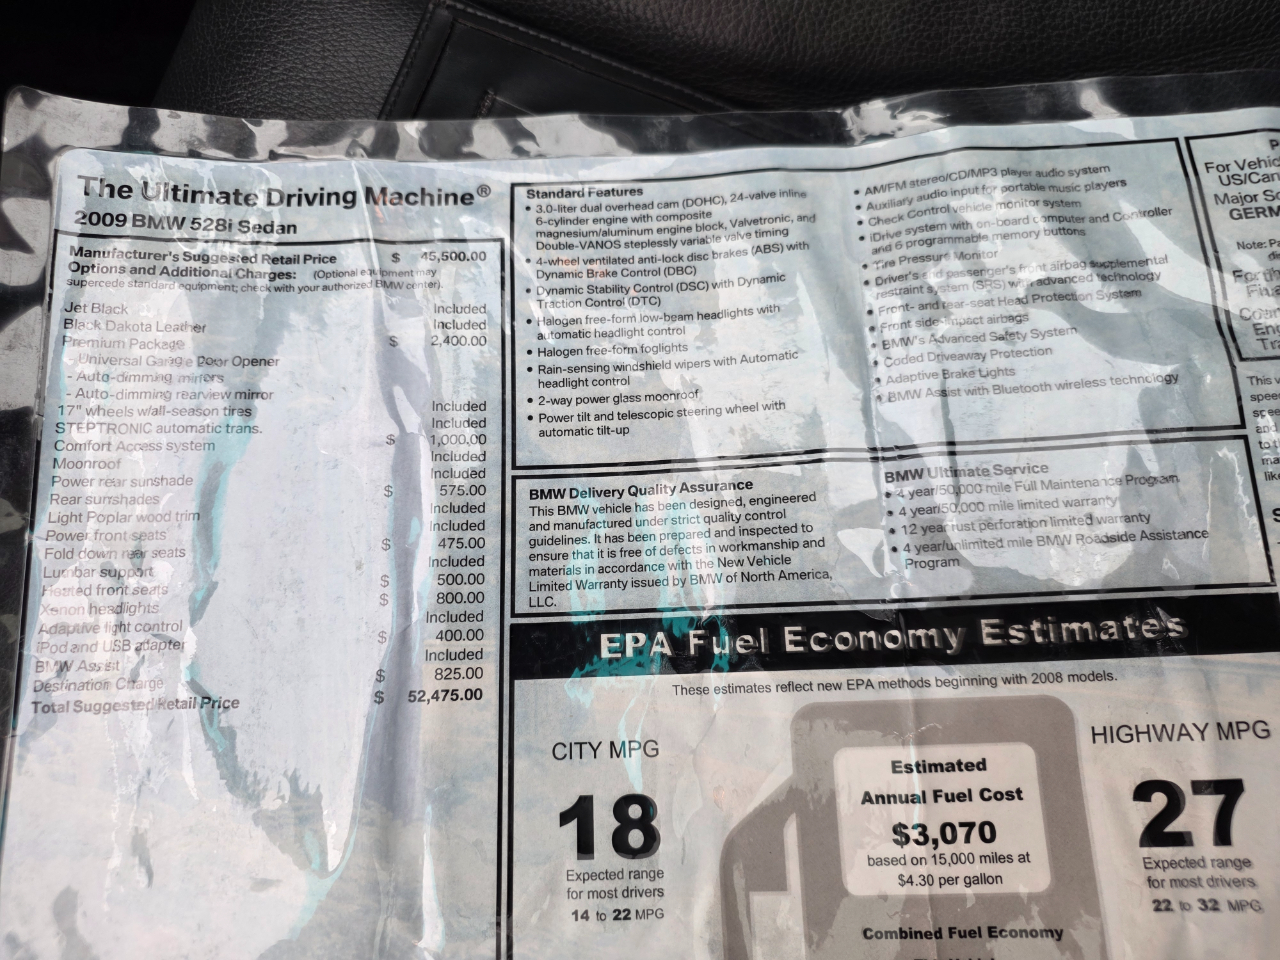 The Ultimate Driving Machine®
2009 BMW 528i Sedan
Manufacturer's Suggested Retail Price $ 45,500.00
Options and Additional Charges: (Optional equipment may
supercede standard equipment; check with your authorized BMW center).
Jet Black Included
Black Dakota Leather Included
Premium Package $ 2,400.00
- Universal Garage Door Opener
- Auto-dimming mirrors
- Auto-dimming rearview mirror
17" wheels w/all-season tires Included
STEPTRONIC automatic trans. Included
Comfort Access system $ 1,000.00
Moonroof Included
Power rear sunshade Included
Rear sunshades $ 575.00
Light Poplar wood trim Included
Power front seats Included
Fold down rear seats $ 475.00
Lumbar support Included
Heated front seats $ 500.00
Xenon headlights $ 800.00
Adaptive light control Included
iPod and USB adapter $ 400.00
BMW Assist Included
Destination Charge $ 825.00
Total Suggested Retail Price $ 52,475.00
Standard Features
• 3.0-liter dual overhead cam (DOHC), 24-valve inline
6-cylinder engine with composite
magnesium/aluminum engine block, Valvetronic, and
Double-VANOS steplessly variable valve timing
• 4-wheel ventilated anti-lock disc brakes (ABS) with
Dynamic Brake Control (DBC)
• Dynamic Stability Control (DSC) with Dynamic
Traction Control (DTC)
• Halogen free-form low-beam headlights with
automatic headlight control
• Halogen free-form foglights
• Rain-sensing windshield wipers with Automatic
headlight control
• 2-way power glass moonroof
• Power tilt and telescopic steering wheel with
automatic tilt-up
• AM/FM stereo/CD/MP3 player audio system
• Auxiliary audio input for portable music players
• Check Control vehicle monitor system
• iDrive system with on-board computer and Controller
and 6 programmable memory buttons
• Tire Pressure Monitor
• Driver's and passenger's front airbag supplemental
restraint system (SRS) with advanced technology
• Front- and rear-seat Head Protection System
• Front side-impact airbags
• BMW's Advanced Safety System
• Coded Driveaway Protection
• Adaptive Brake Lights
• BMW Assist with Bluetooth wireless technology
BMW Delivery Quality Assurance
This BMW vehicle has been designed, engineered
and manufactured under strict quality control
guidelines. It has been prepared and inspected to
ensure that it is free of defects in workmanship and
materials in accordance with the New Vehicle
Limited Warranty issued by BMW of North America,
LLC.
BMW Ultimate Service
• 4 year/50,000 mile Full Maintenance Program
• 4 year/50,000 mile limited warranty
• 12 year rust perforation limited warranty
• 4 year/unlimited mile BMW Roadside Assistance
Program
EPA Fuel Economy Estimates
These estimates reflect new EPA methods beginning with 2008 models.
CITY MPG
18
Expected range
for most drivers
14 to 22 MPG
Estimated
Annual Fuel Cost
$3,070
based on 15,000 miles at
$4.30 per gallon
Combined Fuel Economy
HIGHWAY MPG
27
Expected range
for most drivers
22 to 32 MPG
For Vehic
US/Can
Major So
GERM
Note: Pa
This v
spee
spee
and
to t
ma
like